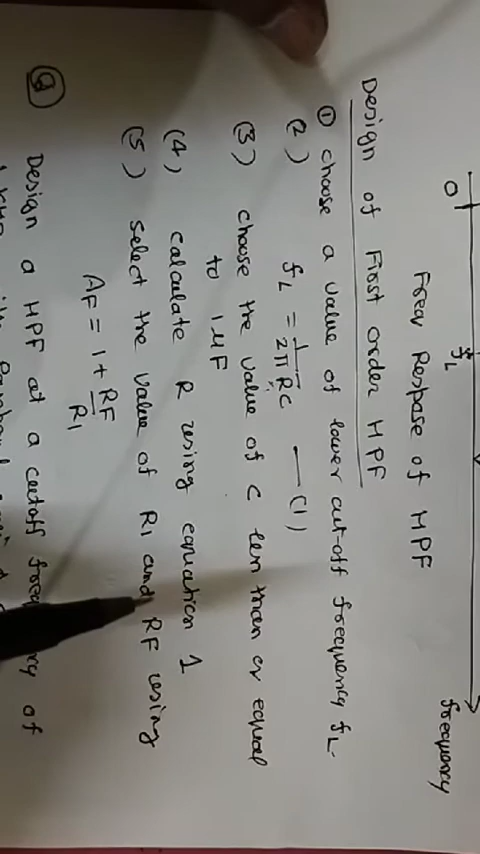 0 fL frequency
Freq Respase of HPF
Design of First order HPF
① choose a value of lower cut-off frequency fL.
(2) fL = 1/2πRC — (1)
(3) choose the value of C less than or equal
to 1μF
(4) calculate R using equation 1
(5) select the value of R1 and RF using
AF = 1 + RF/R1
Q Design a HPF at a cutoff frequency of